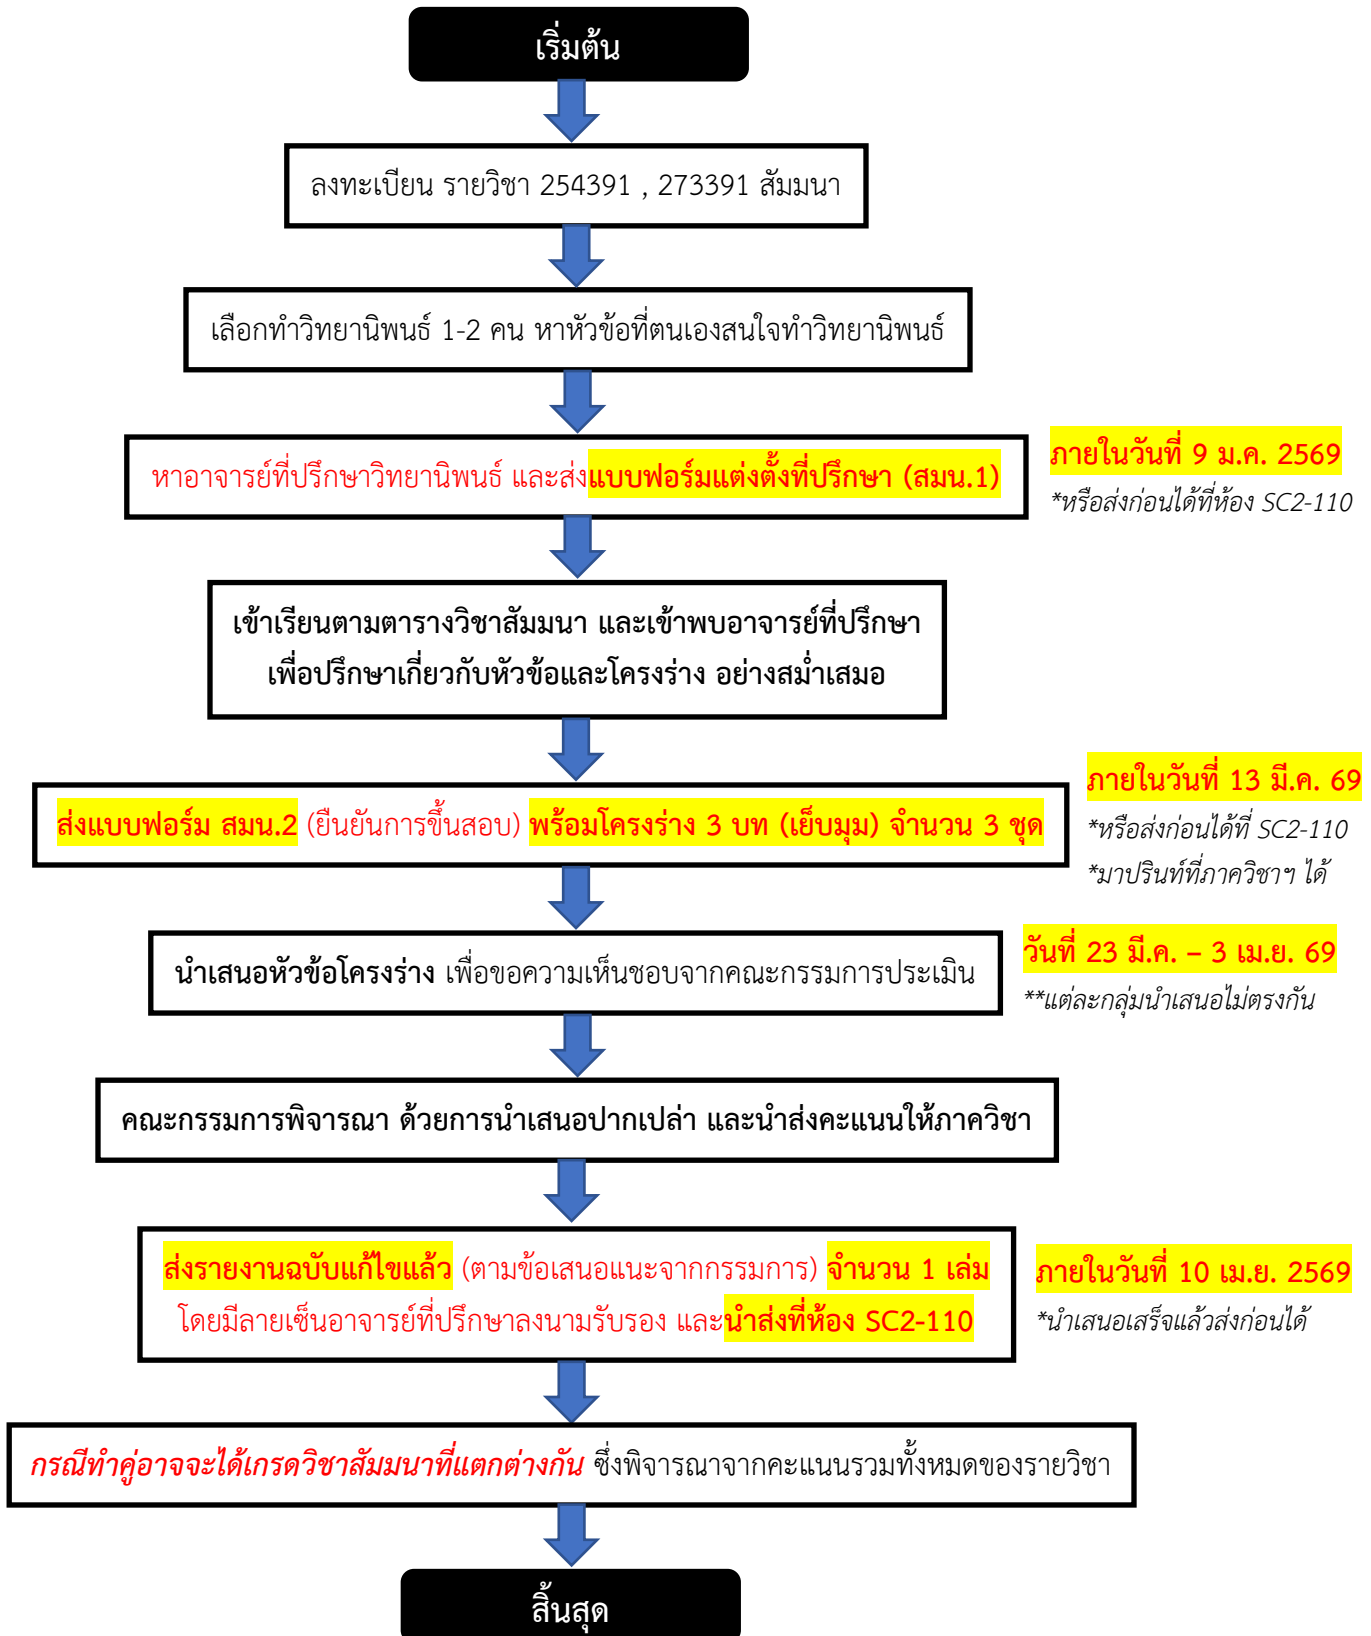 เริ่มต้น
ลงทะเบียน รายวิชา 254391 , 273391 สัมมนา
เลือกทำวิทยานิพนธ์ 1-2 คน หาหัวข้อที่ตนเองสนใจทำวิทยานิพนธ์
หาอาจารย์ที่ปรึกษาวิทยานิพนธ์ และส่งแบบฟอร์มแต่งตั้งที่ปรึกษา (สมน.1)
ภายในวันที่ 9 ม.ค. 2569
*หรือส่งก่อนได้ที่ห้อง SC2-110
เข้าเรียนตามตารางวิชาสัมมนา และเข้าพบอาจารย์ที่ปรึกษา
เพื่อปรึกษาเกี่ยวกับหัวข้อและโครงร่าง อย่างสม่ำเสมอ
ส่งแบบฟอร์ม สมน.2 (ยืนยันการขึ้นสอบ) พร้อมโครงร่าง 3 บท (เย็บมุม) จำนวน 3 ชุด
ภายในวันที่ 13 มี.ค. 69
*หรือส่งก่อนได้ที่ SC2-110
*มาปรินท์ที่ภาควิชาฯ ได้
นำเสนอหัวข้อโครงร่าง เพื่อขอความเห็นชอบจากคณะกรรมการประเมิน
วันที่ 23 มี.ค. – 3 เม.ย. 69
**แต่ละกลุ่มนำเสนอไม่ตรงกัน
คณะกรรมการพิจารณา ด้วยการนำเสนอปากเปล่า และนำส่งคะแนนให้ภาควิชา
ส่งรายงานฉบับแก้ไขแล้ว (ตามข้อเสนอแนะจากกรรมการ) จำนวน 1 เล่ม
โดยมีลายเซ็นอาจารย์ที่ปรึกษาลงนามรับรอง และนำส่งที่ห้อง SC2-110
ภายในวันที่ 10 เม.ย. 2569
*นำเสนอเสร็จแล้วส่งก่อนได้
กรณีทำคู่อาจจะได้เกรดวิชาสัมมนาที่แตกต่างกัน ซึ่งพิจารณาจากคะแนนรวมทั้งหมดของรายวิชา
สิ้นสุด